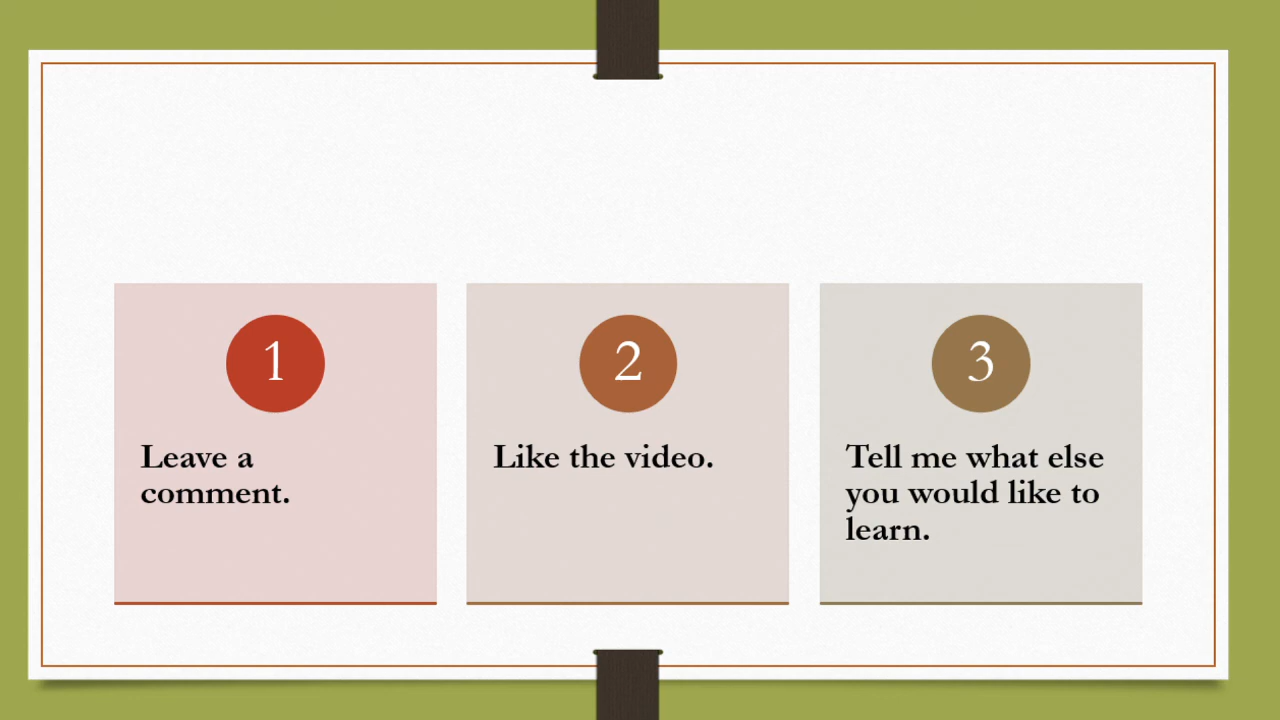 1
Leave a
comment.
2
Like the video.
3
Tell me what else
you would like to
learn.